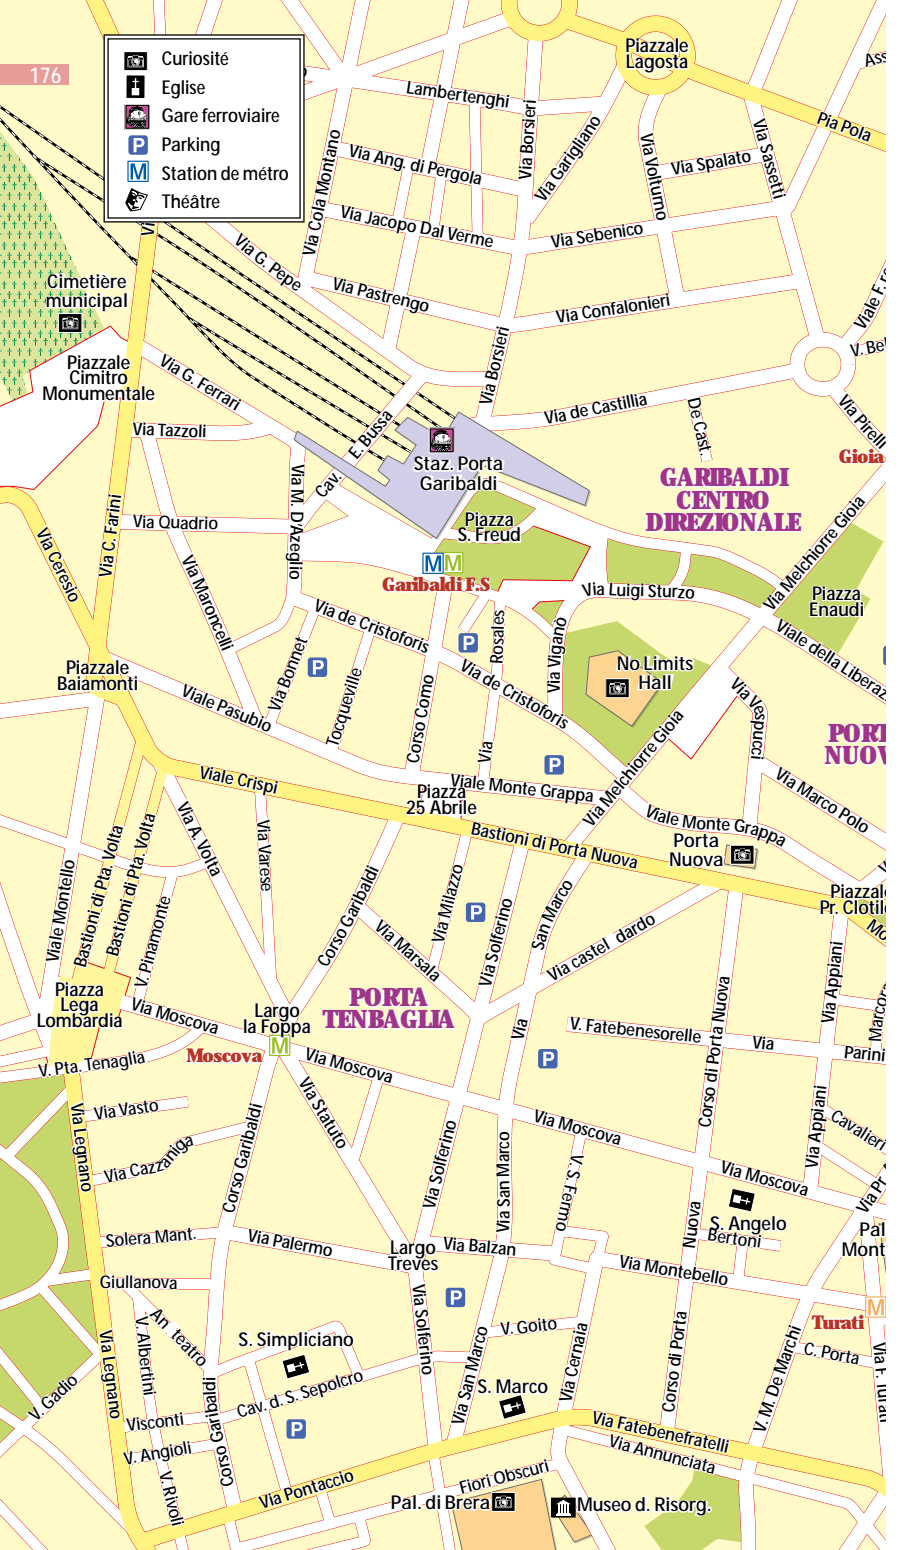 176
Curiosité
Eglise
Gare ferroviaire
P Parking
M Station de métro
Théâtre
Piazzale
Lagosta
Ass
Lambertenghi
Via Borsieri
Via Garigliano
Via Volturno
Via Spalato
Via Sassetti
Pia Pola
Via Cola Montano
Via Ang. di Pergola
Via Jacopo Dal Verme
Via Sebenico
Via G. Pepe
Via Pastrengo
Via Confalonieri
Viale F.
V. Bel
Cimetière
municipal
Piazzale
Cimitro
Monumentale
Via G. Ferrari
Via Borsieri
Via de Castillia
De Cast.
Via Pirell
Gioia
Via Tazzoli
Cav. E. Bussa
Staz. Porta
Garibaldi
GARIBALDI
CENTRO
DIREZIONALE
Via M. D'Azeglio
Via C. Farini
Via Quadrio
Piazza
S. Freud
Via Melchiorre Gioia
Via Ceresio
Via Maroncelli
M M
Garibaldi F.S
Via Luigi Sturzo
Piazza
Enaudi
Viale della Liberaz
Via de Cristoforis
P
Rosales
Via Viganò
No Limits
Hall
Piazzale
Baiamonti
Via Bonnet
P
Tocqueville
Corso Como
Via de Cristoforis
Via
Via Vespucci
PORT
NUOV
Viale Pasubio
P
Viale Crispi
Viale Monte Grappa
Piazza
25 Abrile
Via Melchiorre Gioia
Via Marco Polo
Bastioni di Porta Nuova
Viale Monte Grappa
Porta
Nuova
Piazzale
Pr. Clotil
Mo
Via A. Volta
Via Varese
Bastioni di Pta. Volta
Bastioni di Pta. Volta
Viale Montello
V. Pinamonte
Corso Garibaldi
Via Milazzo
P
Via Marsala
Via Solferino
San Marco
Via
Via castel dardo
PORTA
TENBAGLIA
Piazza
Lega
Lombardia
Via Moscova
Largo
la Foppa
M
Moscova
V. Fatebenesorelle
Via
Parini
Via Appiani
Marcora
Corso di Porta Nuova
P
V. Pta. Tenaglia
Via Moscova
Via Vasto
Via Statuto
Via Legnano
Via Cazzaniga
Corso Garibaldi
Via Solferino
Via San Marco
Via Moscova
V. S. Fermo
Via Moscova
Via Appiani
Cavalieri
Via Pr.
S. Angelo
Bertoni
Nuova
Pal
Mont
Solera Mant.
Via Palermo
Largo
Treves
Via Balzan
Via Montebello
Giullanova
P
M
Turati
V. Albertini
An. teatro
S. Simpliciano
Via Solferino
V. Goito
C. Porta
Via F. Turati
Via Legnano
V. Gadio
Visconti
Cav. d. S. Sepolcro
P
Via San Marco
S. Marco
Via Cernaia
Corso di Porta
V. M. De Marchi
V. Angioli
V. Rivoli
Corso Garibaldi
Via Pontaccio
Via Fatebenefratelli
Via Annunciata
Fiori Obscuri
Pal. di Brera
Museo d. Risorg.